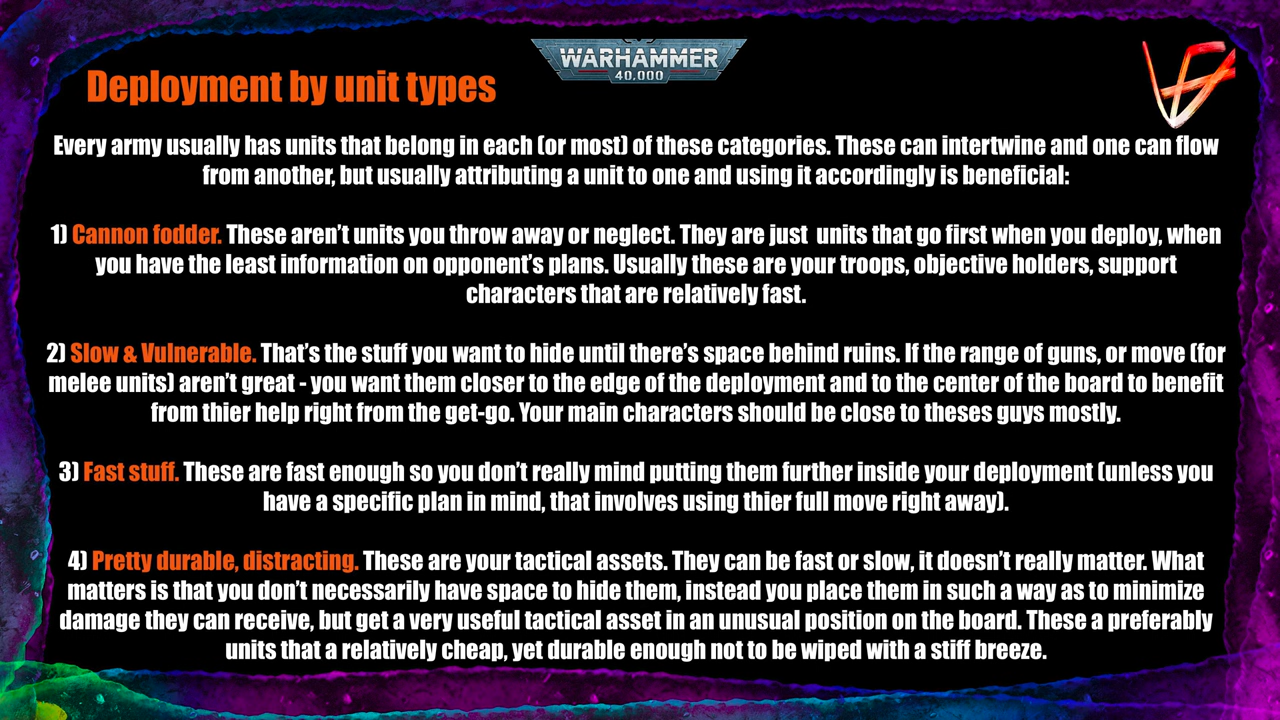 WARHAMMER
40,000
Deployment by unit types
Every army usually has units that belong in each (or most) of these categories. These can intertwine and one can flow
from another, but usually attributing a unit to one and using it accordingly is beneficial:
1) Cannon fodder. These aren't units you throw away or neglect. They are just  units that go first when you deploy, when
you have the least information on opponent's plans. Usually these are your troops, objective holders, support
characters that are relatively fast.
2) Slow & Vulnerable. That's the stuff you want to hide until there's space behind ruins. If the range of guns, or move (for
melee units) aren't great - you want them closer to the edge of the deployment and to the center of the board to benefit
from thier help right from the get-go. Your main characters should be close to theses guys mostly.
3) Fast stuff. These are fast enough so you don't really mind putting them further inside your deployment (unless you
have a specific plan in mind, that involves using thier full move right away).
4) Pretty durable, distracting. These are your tactical assets. They can be fast or slow, it doesn't really matter. What
matters is that you don't necessarily have space to hide them, instead you place them in such a way as to minimize
damage they can receive, but get a very useful tactical asset in an unusual position on the board. These a preferably
units that a relatively cheap, yet durable enough not to be wiped with a stiff breeze.